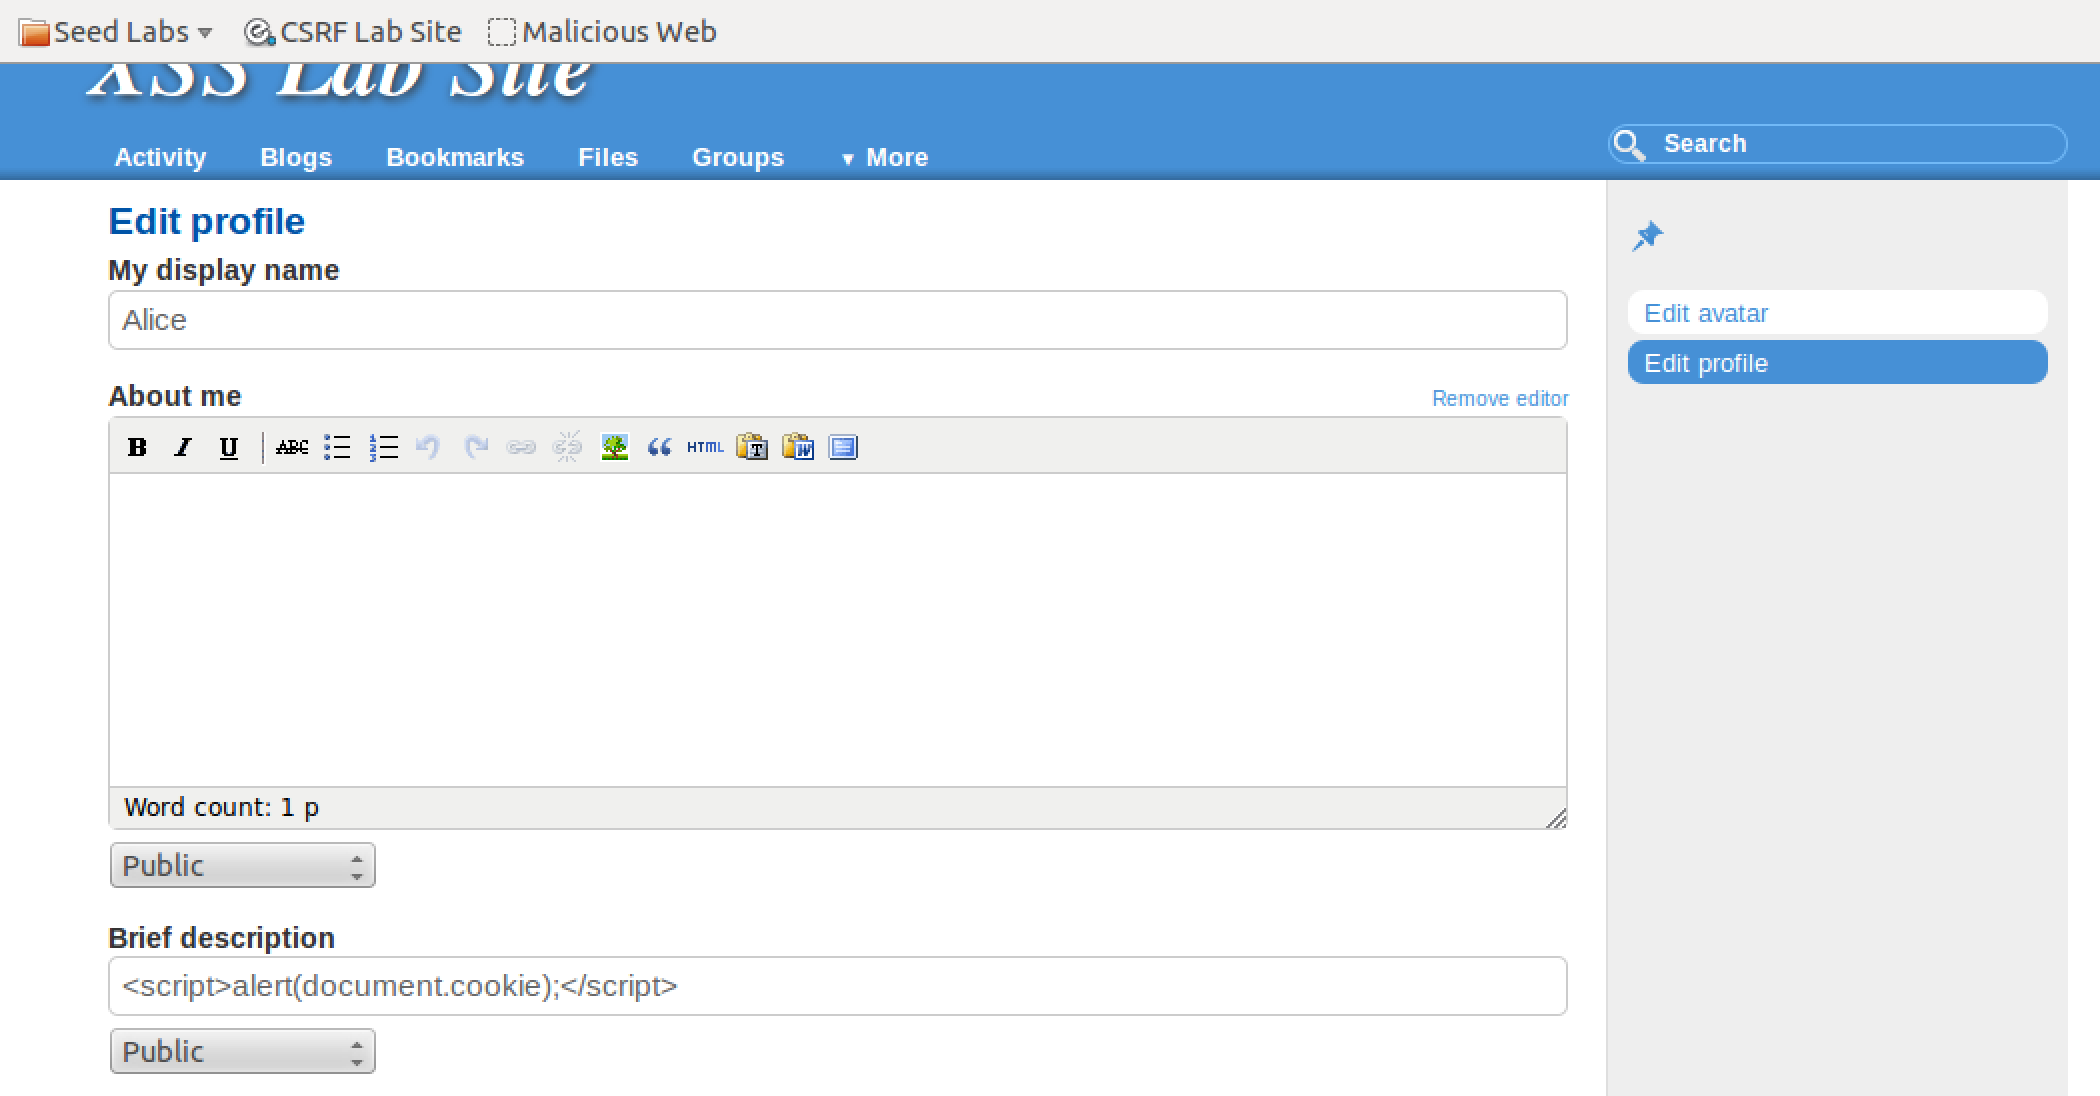 Seed Labs CSRF Lab Site Malicious Web
XSS Lab Site
Activity Blogs Bookmarks Files Groups ▼ More Search
Edit profile
My display name
Alice
About me Remove editor
B I U ABC HTML T W
Word count: 1 p
Public
Brief description
<script>alert(document.cookie);</script>
Public
Edit avatar
Edit profile